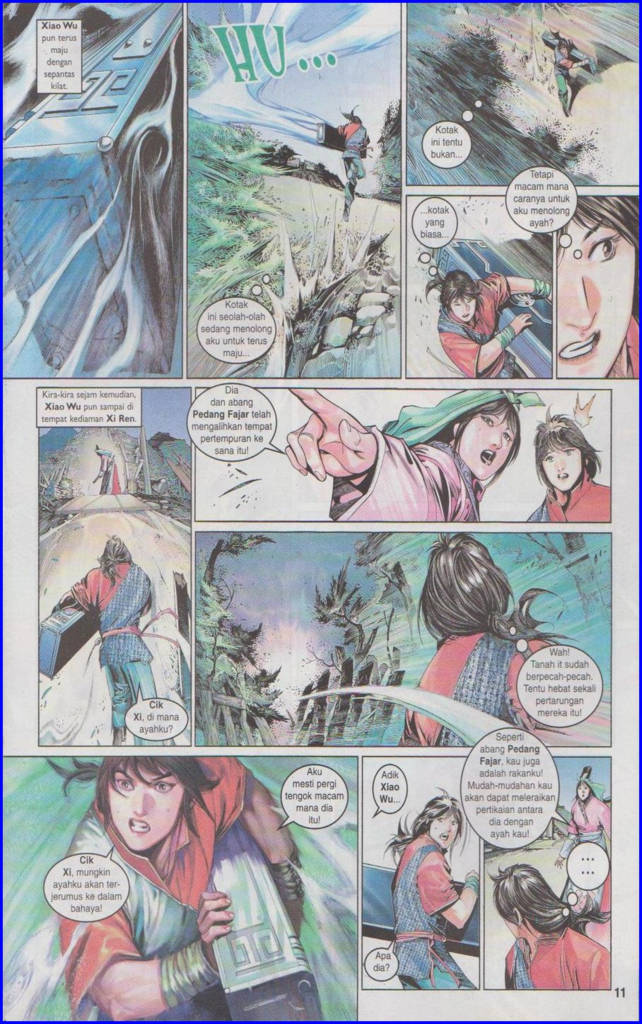 Xiao Wu
pun terus
maju
dengan
sepantas
kilat.
HU...
Kotak
ini seolah-olah
sedang menolong
aku untuk terus
maju...
Kotak
ini tentu
bukan...
...kotak
yang
biasa...
Tetapi
macam mana
caranya untuk
aku menolong
ayah?
Kira-kira sejam kemudian,
Xiao Wu pun sampai di
tempat kediaman Xi Ren.
Cik
Xi, di mana
ayahku?
Dia
dan abang
Pedang Fajar telah
mengalihkan tempat
pertempuran ke
sana itu!
Wah!
Tanah it sudah
berpecah-pecah.
Tentu hebat sekali
pertarungan
mereka itu!
Cik
Xi, mungkin
ayahku akan ter-
jerumus ke dalam
bahaya!
Aku
mesti pergi
tengok macam
mana dia
itu!
Adik
Xiao
Wu...
Apa
dia?
Seperti
abang Pedang
Fajar, kau juga
adalah rakanku!
Mudah-mudahan kau
akan dapat meleraikan
pertikaian antara
dia dengan
ayah kau!
...
...
11